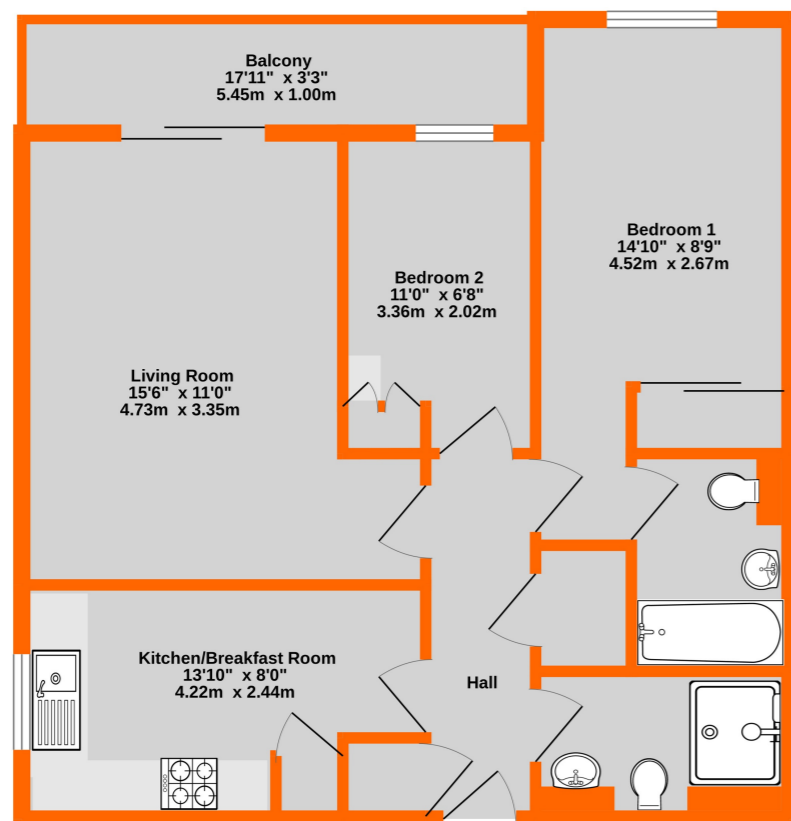 Balcony
17'11" x 3'3"
5.45m x 1.00m
Bedroom 1
14'10" x 8'9"
4.52m x 2.67m
Bedroom 2
11'0" x 6'8"
3.36m x 2.02m
Living Room
15'6" x 11'0"
4.73m x 3.35m
Kitchen/Breakfast Room
13'10" x 8'0"
4.22m x 2.44m
Hall